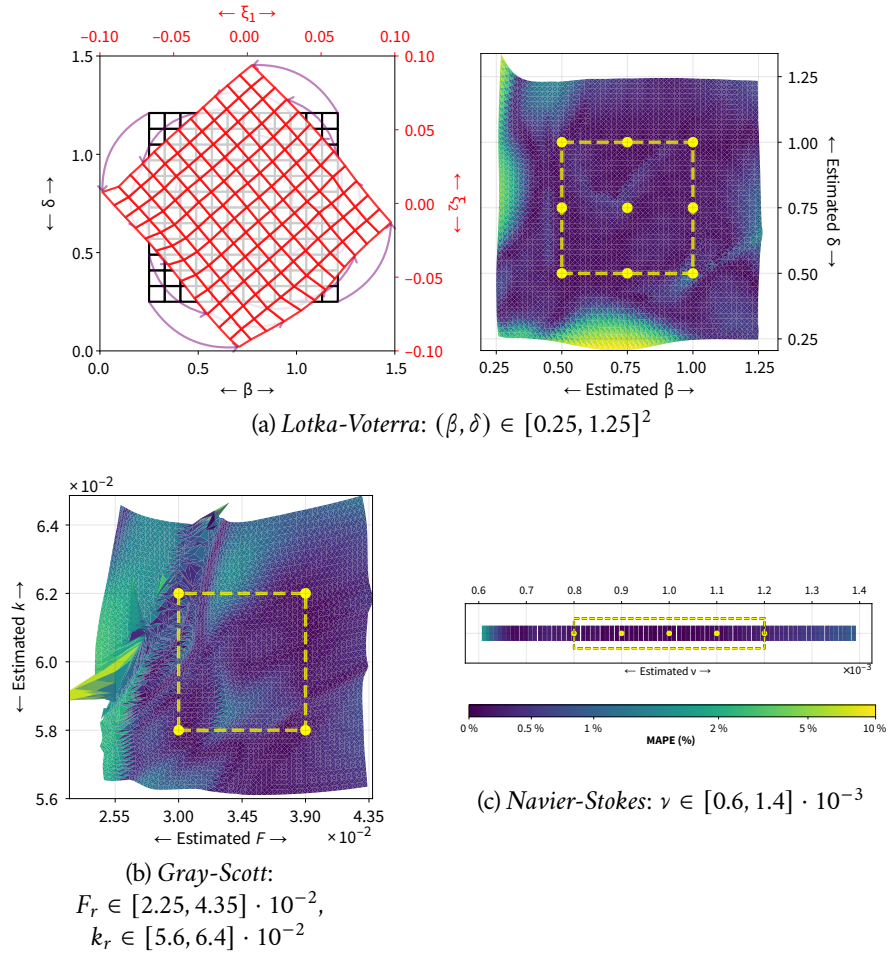 ← ξ₁ →
−0.10 −0.05 0.00 0.05 0.10
1.5 1.0 0.5 0.0
← δ →
0.10 0.05 0.00 −0.05 −0.10
← ξ₂ →
0.0 0.5 1.0 1.5
← β →
1.25 1.00 0.75 0.50 0.25
← Estimated δ →
0.25 0.50 0.75 1.00 1.25
← Estimated β →
(a) Lotka-Voterra: (β, δ) ∈ [0.25, 1.25]²
×10⁻²
6.4 6.2 6.0 5.8 5.6
← Estimated k →
2.55 3.00 3.45 3.90 4.35
← Estimated F → ×10⁻²
(b) Gray-Scott:
F_r ∈ [2.25, 4.35] · 10⁻²,
k_r ∈ [5.6, 6.4] · 10⁻²
0.6 0.7 0.8 0.9 1.0 1.1 1.2 1.3 1.4
← Estimated ν → ×10⁻³
0 % 0.5 % 1 % 2 % 5 % 10 %
MAPE (%)
(c) Navier-Stokes: ν ∈ [0.6, 1.4] · 10⁻³